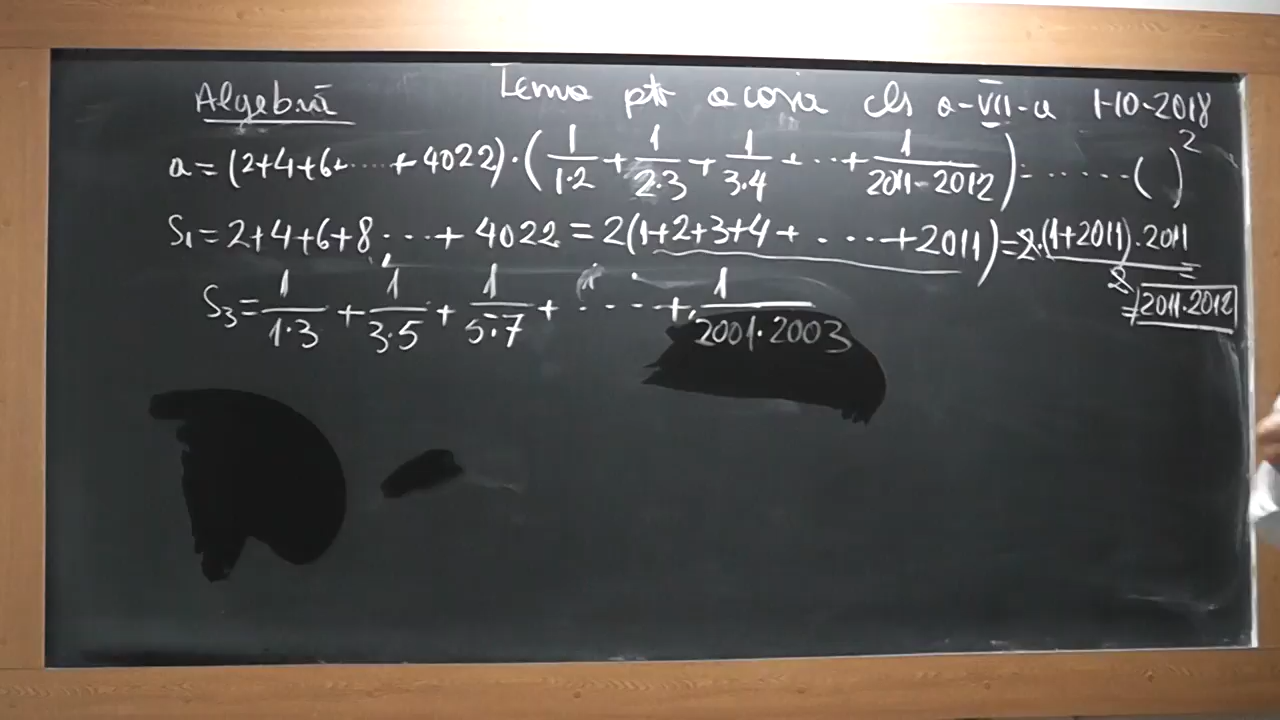 Algebră Tema ptr acasă cls a-VII-a 1-10-2018
a=(2+4+6+.....+4022)·(1/1·2+1/2·3+1/3·4+...+1/2011-2012)=......( )²
S₁=2+4+6+8...+4022=2(1+2+3+4+....+2011)=2·(1+2011)·2011/2=
=2011·2012
S₃=1/1·3+1/3·5+1/5·7+....+1/2001·2003